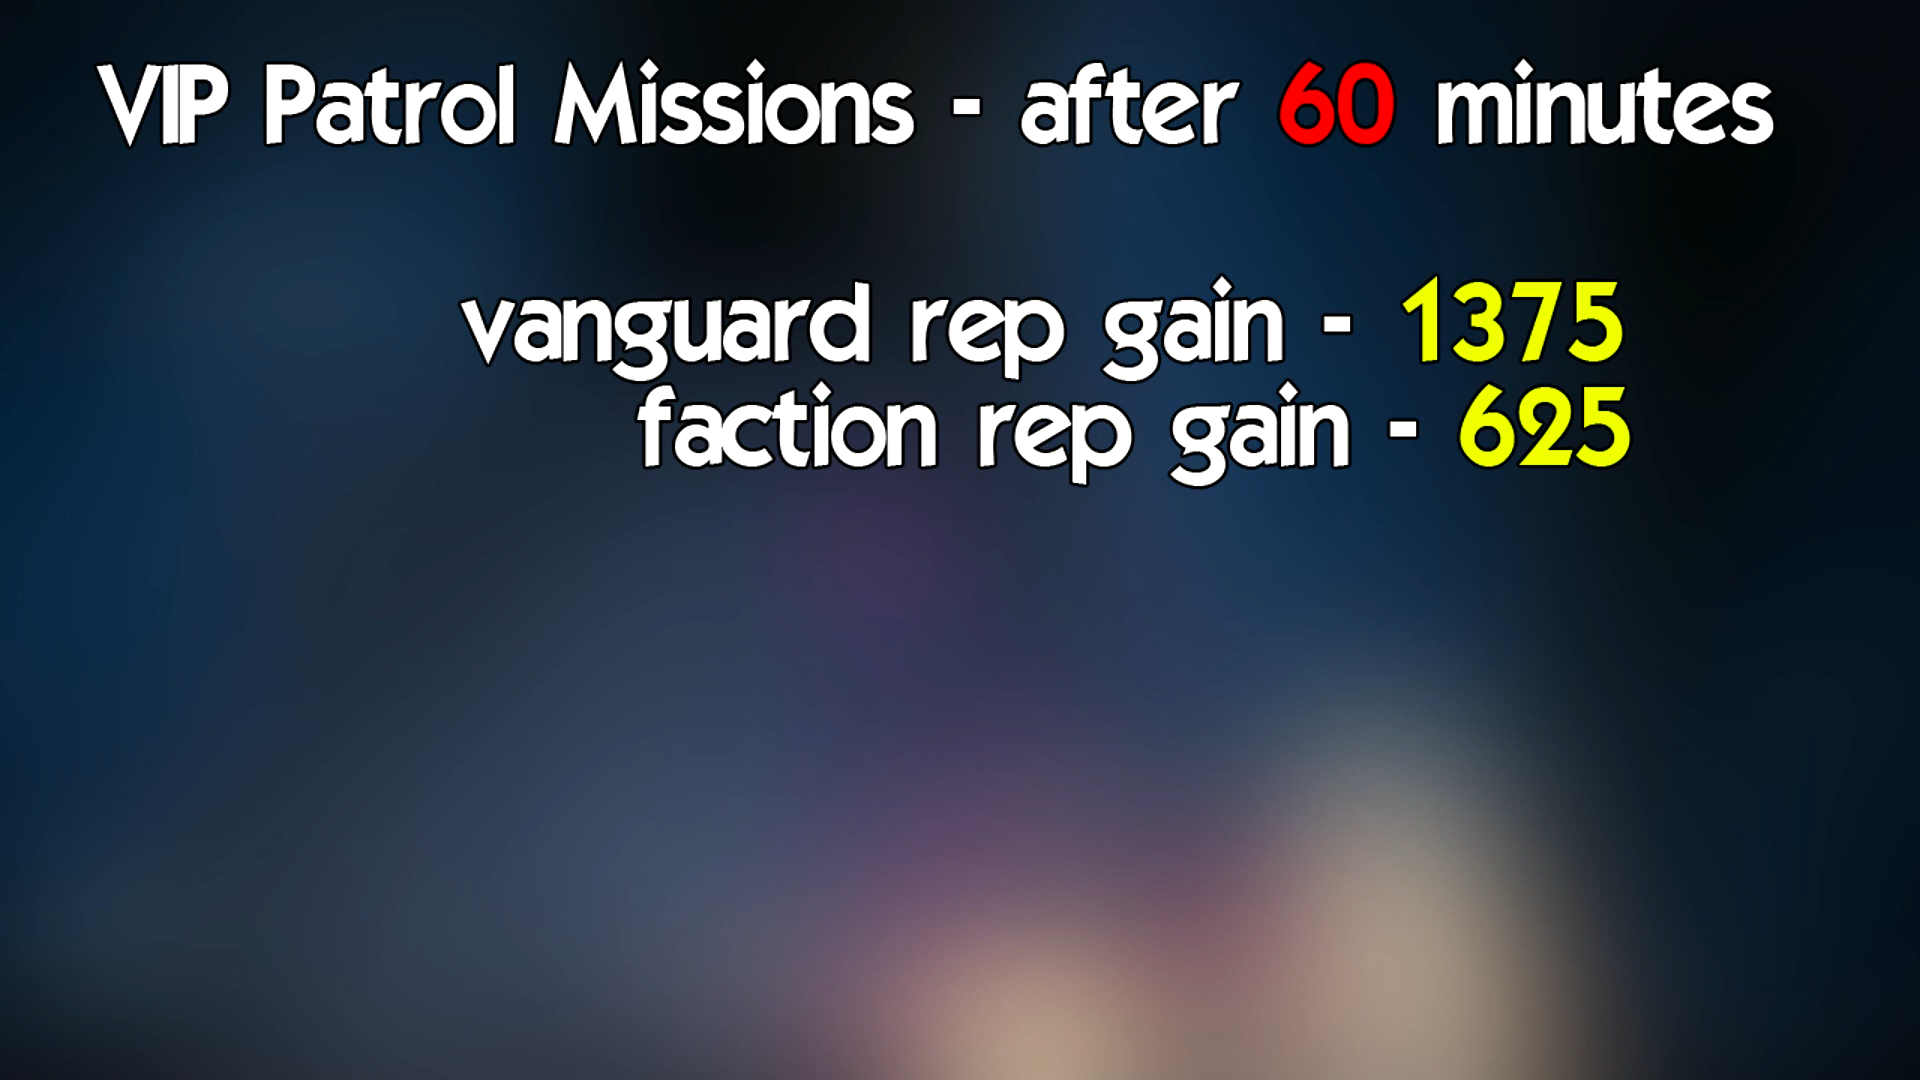 VIP Patrol Missions - after 60 minutes
vanguard rep gain - 1375
faction rep gain - 625